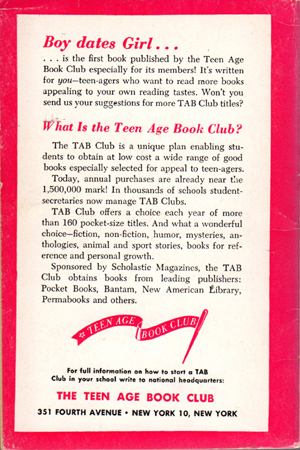 Boy dates Girl . . .
. . . is the first book published by the Teen Age
Book Club especially for its members! It's written
for you—teen-agers who want to read more books
appealing to your own reading tastes. Won't you
send us your suggestions for more TAB Club titles?
What Is the Teen Age Book Club?
The TAB Club is a unique plan enabling stu-
dents to obtain at low cost a wide range of good
books especially selected for appeal to teen-agers.
Today, annual purchases are already near the
1,500,000 mark! In thousands of schools student-
secretaries now manage TAB Clubs.
TAB Club offers a choice each year of more
than 160 pocket-size titles. And what a wonderful
choice—fiction, non-fiction, humor, mysteries, an-
thologies, animal and sport stories, books for ref-
erence and personal growth.
Sponsored by Scholastic Magazines, the TAB
Club obtains books from leading publishers:
Pocket Books, Bantam, New American Library,
Permabooks and others.
TEEN AGE BOOK CLUB
For full information on how to start a TAB
Club in your school write to national headquarters:
THE TEEN AGE BOOK CLUB
351 FOURTH AVENUE • NEW YORK 10, NEW YORK